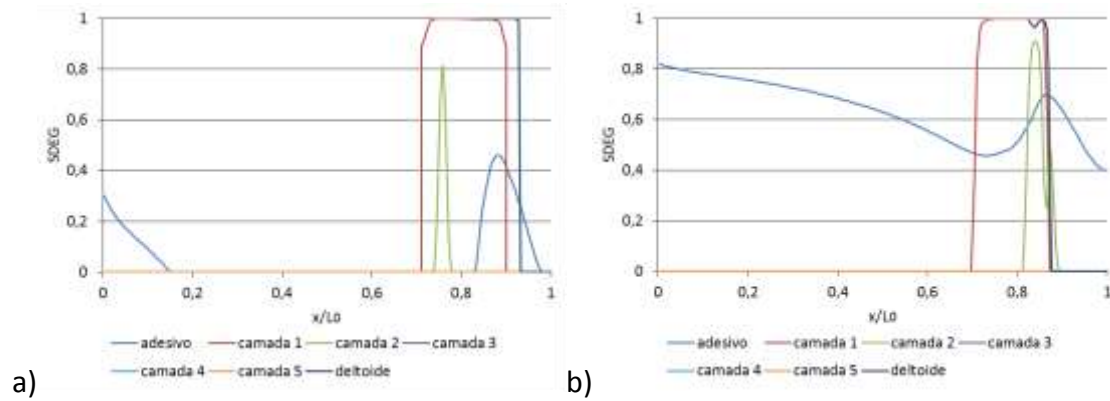 1
0,8
0,6
0,4
0,2
0
SDEG
0 0,2 0,4 0,6 0,8 1
x/L0
adesivo camada 1 camada 2 camada 3
camada 4 camada 5 deltoide
a)
1
0,8
0,6
0,4
0,2
0
SDEG
0 0,2 0,4 0,6 0,8 1
x/L0
adesivo camada 1 camada 2 camada 3
camada 4 camada 5 deltoide
b)